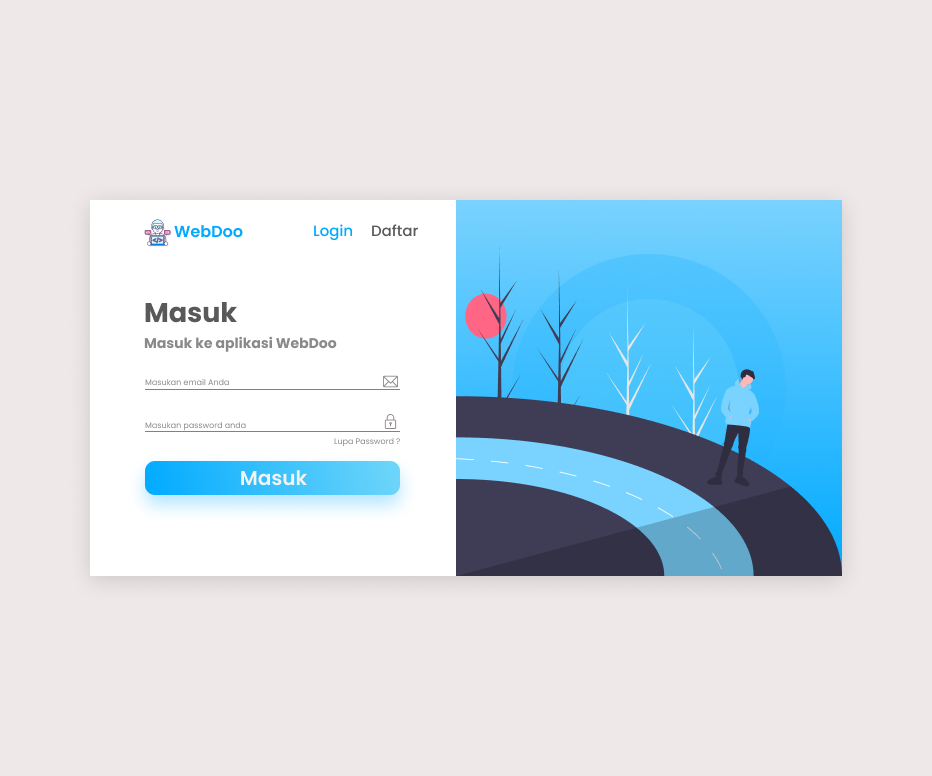 WebDoo
Login
Daftar
Masuk
Masuk ke aplikasi WebDoo
Masukan email Anda
Masukan password anda
Lupa Password ?
Masuk